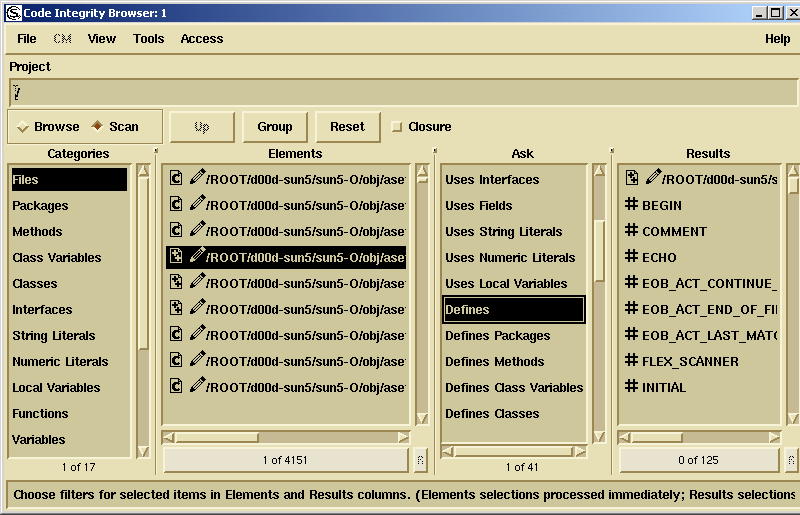 Code Integrity Browser: 1
File CM View Tools Access Help
Project
/
Browse Scan Up Group Reset Closure
Categories Elements Ask Results
Files /ROOT/d00d-sun5/sun5-O/obj/ase Uses Interfaces /ROOT/d00d-sun5/s
Packages /ROOT/d00d-sun5/sun5-O/obj/ase Uses Fields # BEGIN
Methods /ROOT/d00d-sun5/sun5-O/obj/ase Uses String Literals # COMMENT
Class Variables /ROOT/d00d-sun5/sun5-O/obj/ase Uses Numeric Literals # ECHO
Classes /ROOT/d00d-sun5/sun5-O/obj/ase Uses Local Variables # EOB_ACT_CONTINUE_
Interfaces /ROOT/d00d-sun5/sun5-O/obj/ase Defines # EOB_ACT_END_OF_FI
String Literals /ROOT/d00d-sun5/sun5-O/obj/ase Defines Packages # EOB_ACT_LAST_MATC
Numeric Literals /ROOT/d00d-sun5/sun5-O/obj/ase Defines Methods # FLEX_SCANNER
Local Variables /ROOT/d00d-sun5/sun5-O/obj/ase Defines Class Variables # INITIAL
Functions Defines Classes
Variables
1 of 17 1 of 4151 1 of 41 0 of 125
Choose filters for selected items in Elements and Results columns. (Elements selections processed immediately; Results selections